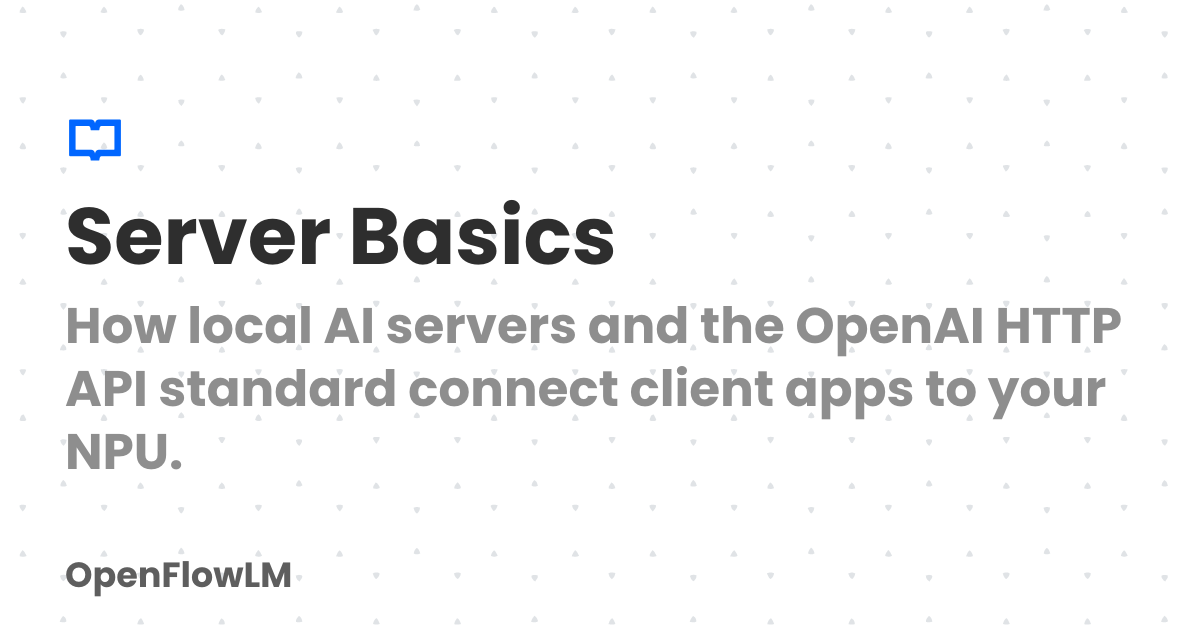 Server Basics
How local AI servers and the OpenAI HTTP
API standard connect client apps to your
NPU.
OpenFlowLM